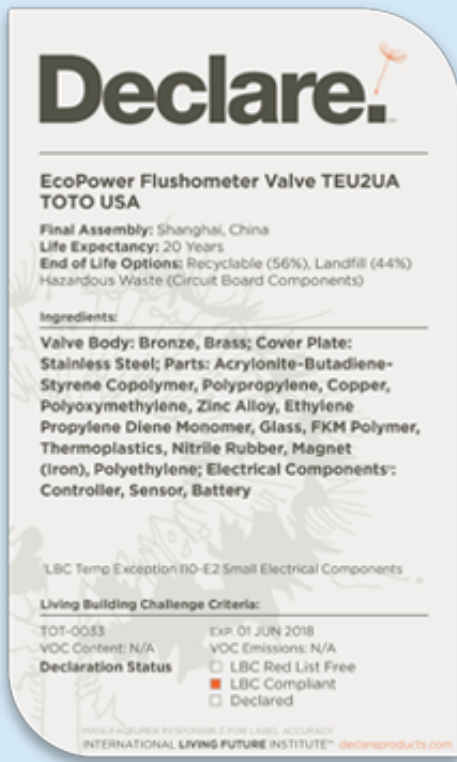 Declare.
EcoPower Flushometer Valve TEU2UA
TOTO USA
Final Assembly: Shanghai, China
Life Expectancy: 20 Years
End of Life Options: Recyclable (56%), Landfill (44%)
Hazardous Waste (Circuit Board Components)
Ingredients:
Valve Body: Bronze, Brass; Cover Plate:
Stainless Steel; Parts: Acrylonite-Butadiene-
Styrene Copolymer, Polypropylene, Copper,
Polyoxymethylene, Zinc Alloy, Ethylene
Propylene Diene Monomer, Glass, FKM Polymer,
Thermoplastics, Nitrile Rubber, Magnet
(Iron), Polyethylene; Electrical Components¹:
Controller, Sensor, Battery
¹LBC Temp Exception I10-E2 Small Electrical Components
Living Building Challenge Criteria:
TOT-0033 EXP. 01 JUN 2018
VOC Content: N/A VOC Emissions: N/A
Declaration Status LBC Red List Free
LBC Compliant
Declared
MANUFACTURER RESPONSIBLE FOR LABEL ACCURACY
INTERNATIONAL LIVING FUTURE INSTITUTE™ declareproducts.com